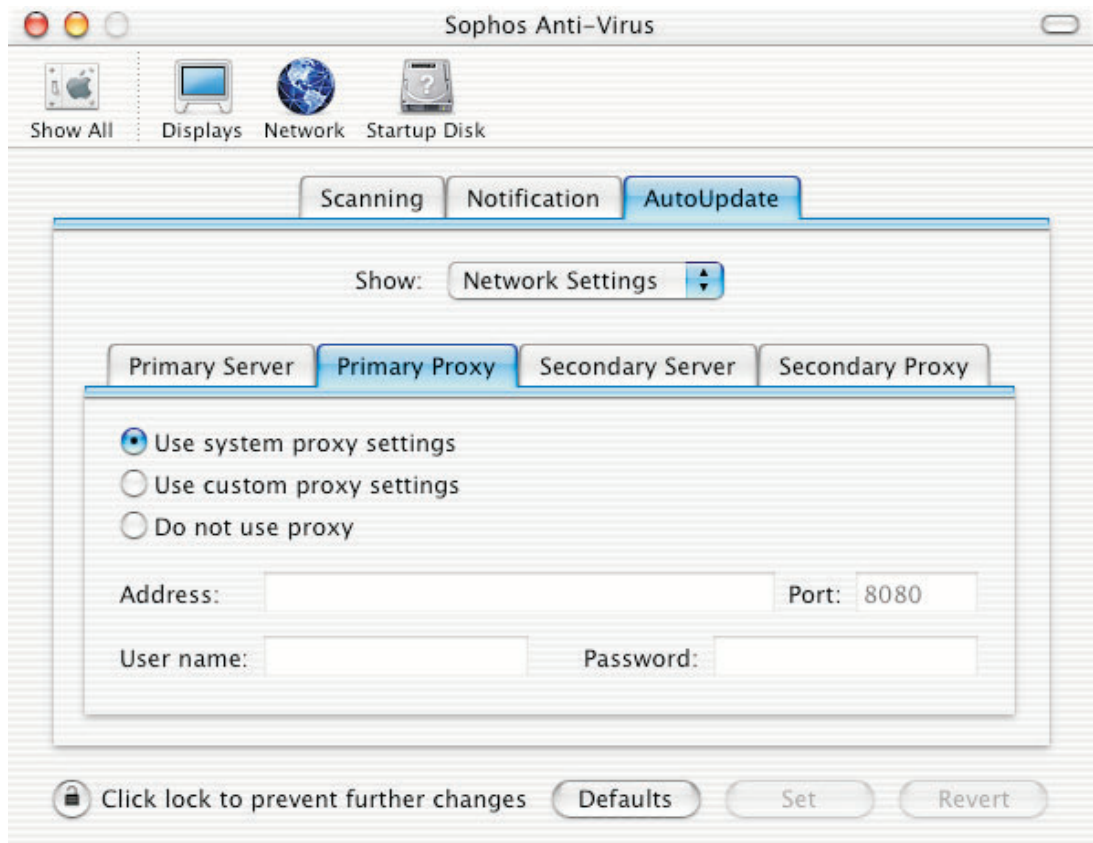 Sophos Anti-Virus
Show All Displays Network Startup Disk
Scanning Notification AutoUpdate
Show: Network Settings
Primary Server Primary Proxy Secondary Server Secondary Proxy
Use system proxy settings
Use custom proxy settings
Do not use proxy
Address: Port: 8080
User name: Password:
Click lock to prevent further changes Defaults Set Revert